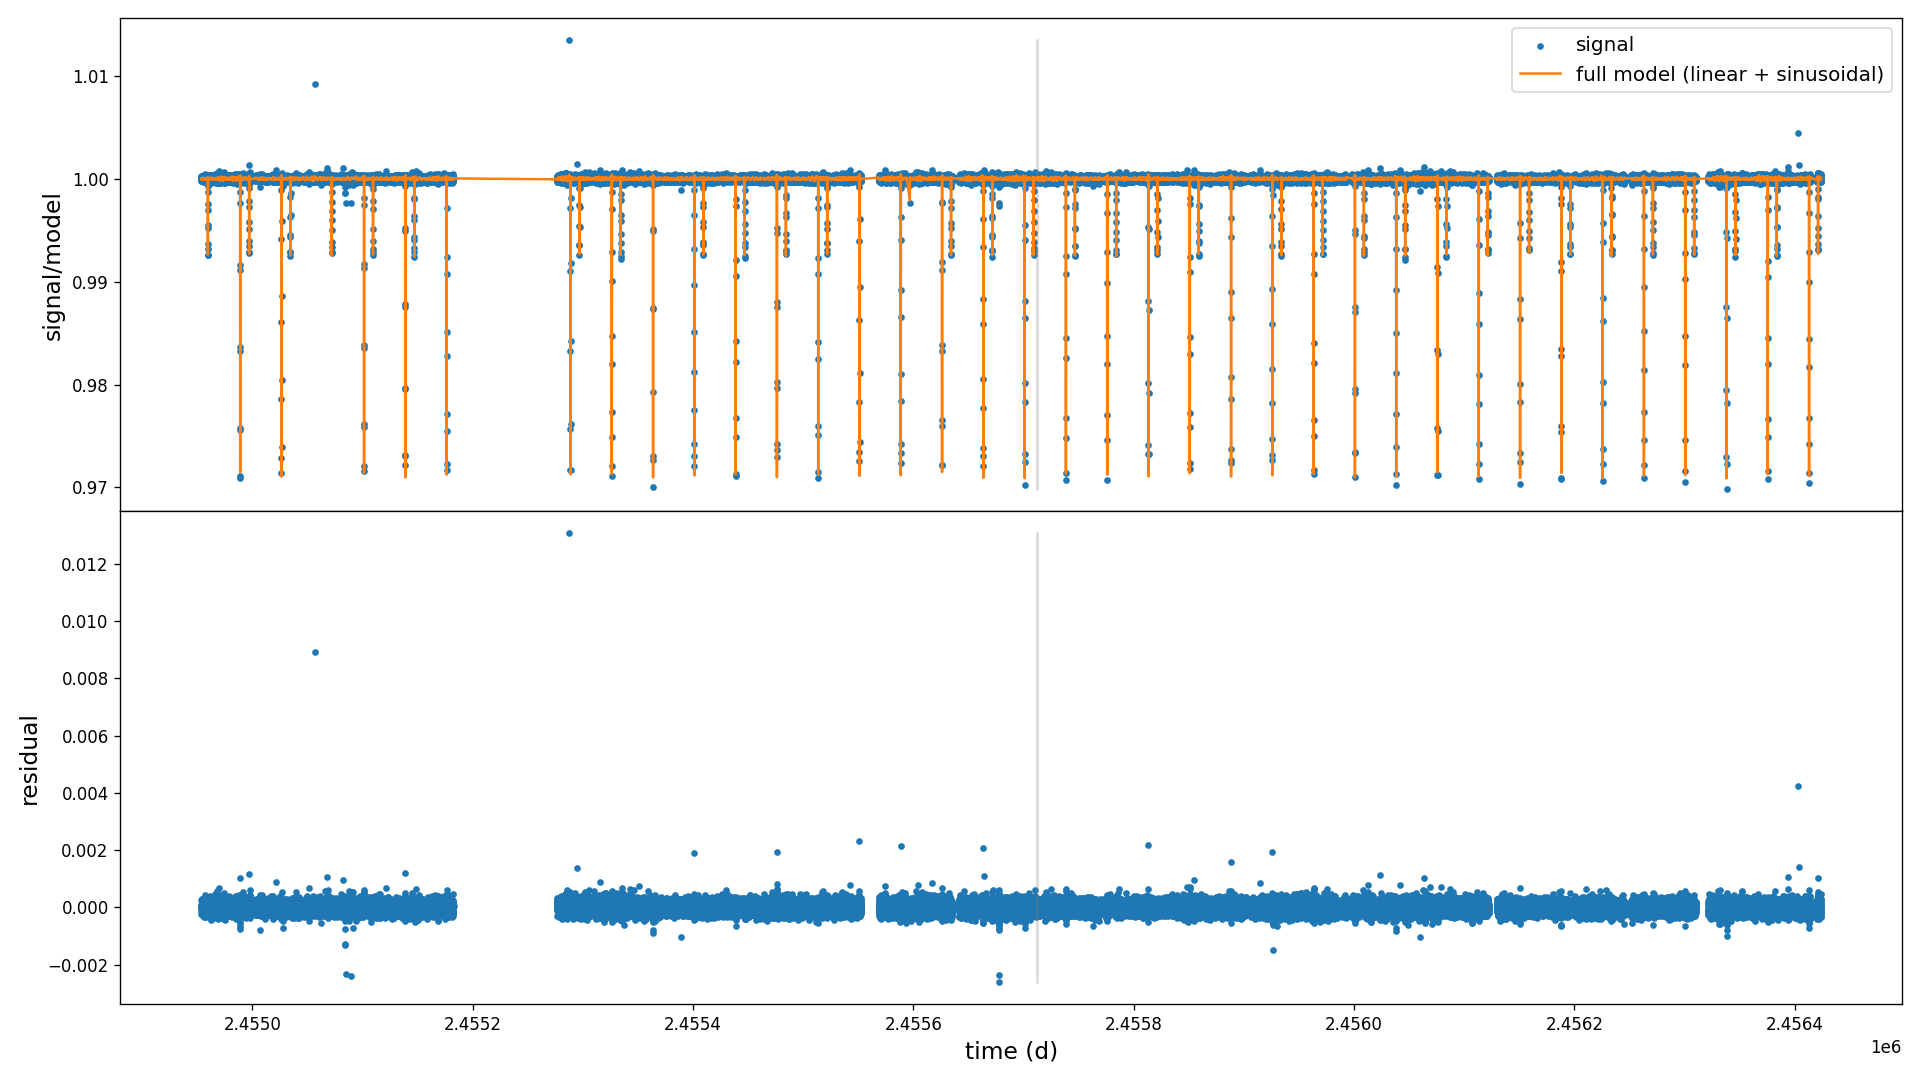 signal
full model (linear + sinusoidal)
signal/model
1.01
1.00
0.99
0.98
0.97
residual
0.012
0.010
0.008
0.006
0.004
0.002
0.000
−0.002
2.4550 2.4552 2.4554 2.4556 2.4558 2.4560 2.4562 2.4564
1e6
time (d)